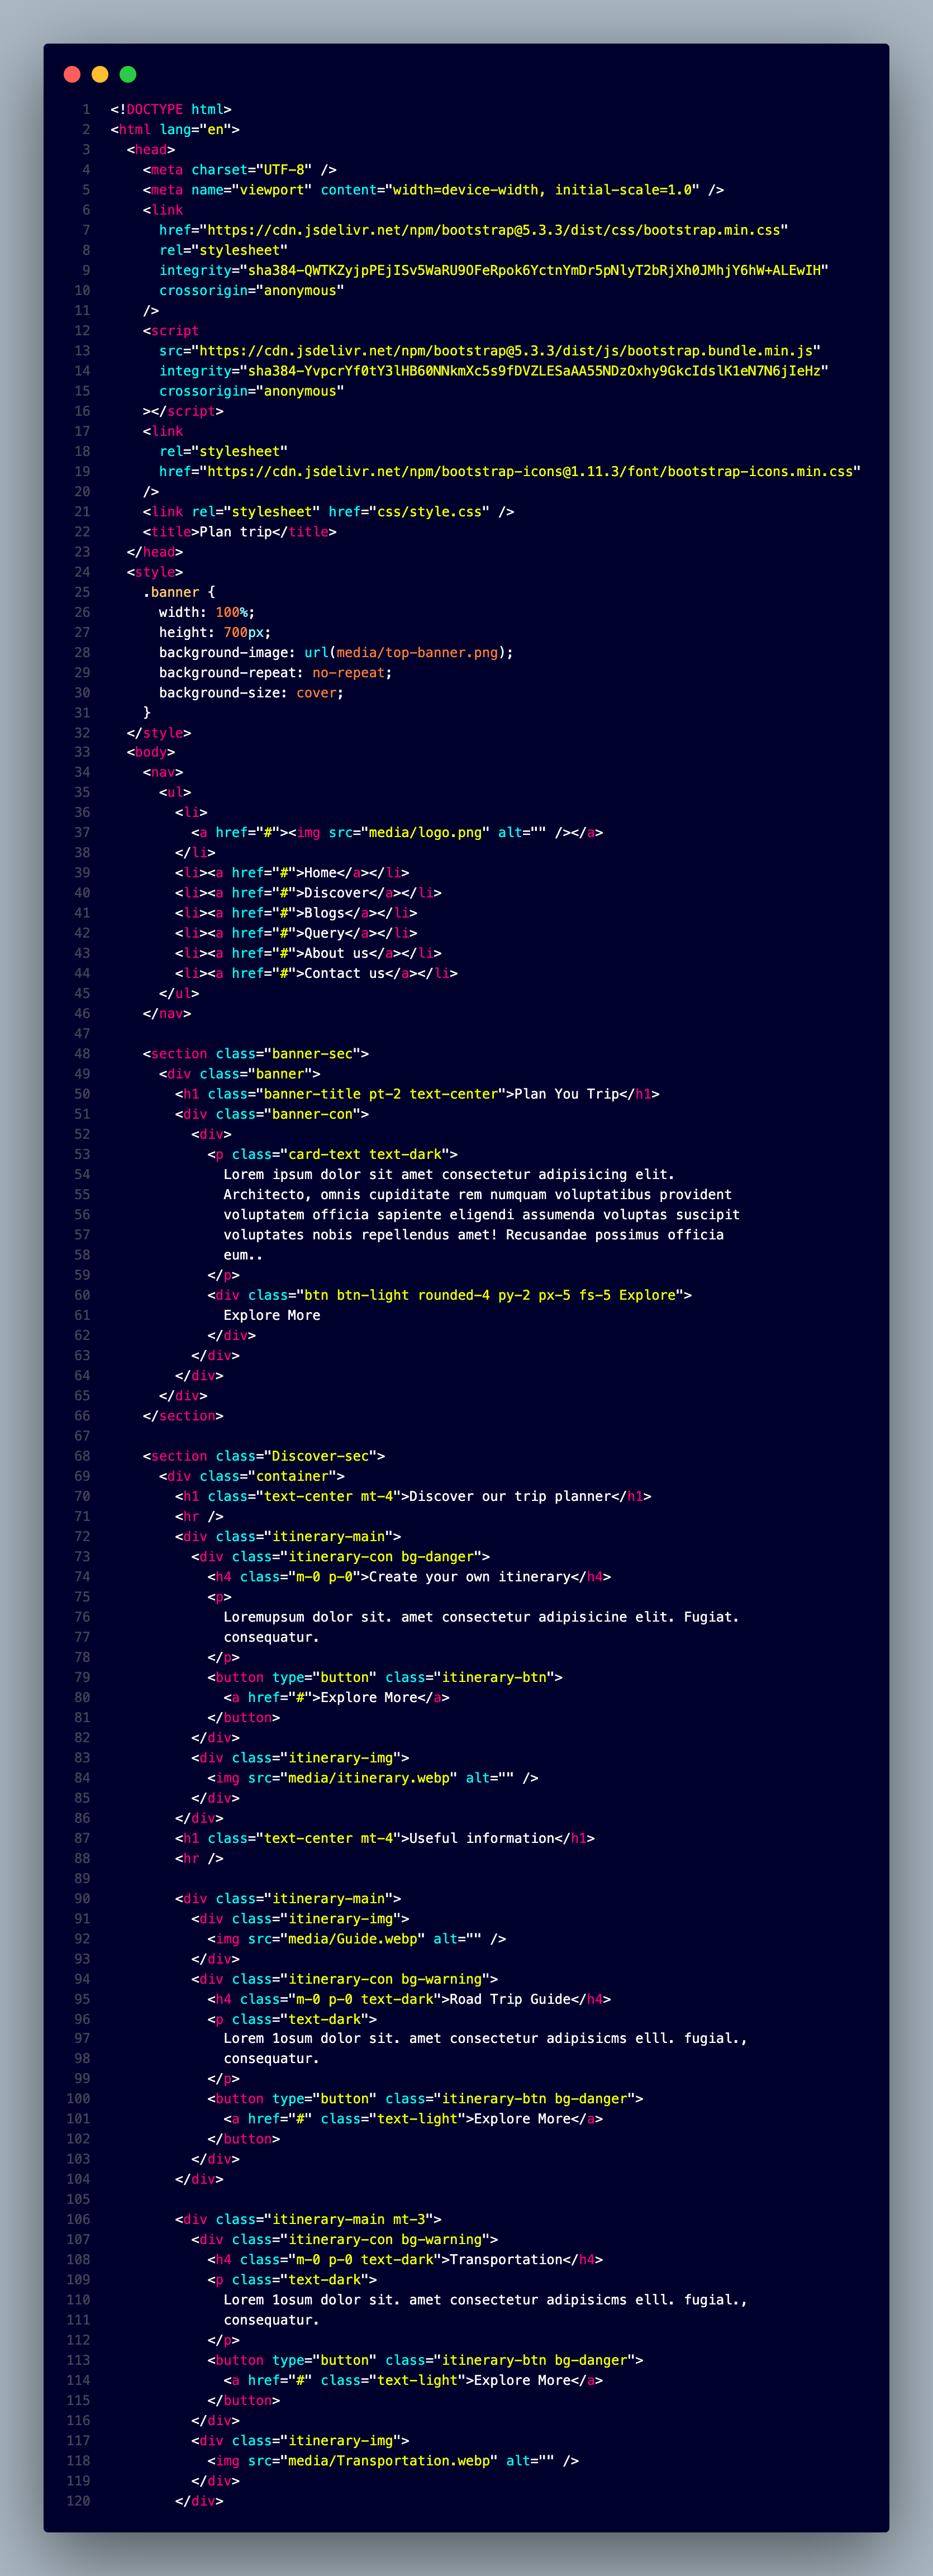 1 <!DOCTYPE html>
2 <html lang="en">
3   <head>
4     <meta charset="UTF-8" />
5     <meta name="viewport" content="width=device-width, initial-scale=1.0" />
6     <link
7       href="https://cdn.jsdelivr.net/npm/bootstrap@5.3.3/dist/css/bootstrap.min.css"
8       rel="stylesheet"
9       integrity="sha384-QWTKZyjpPEjISv5WaRU9OFeRpok6YctnYmDr5pNlyT2bRjXh0JMhjY6hW+ALEwIH"
10       crossorigin="anonymous"
11     />
12     <script
13       src="https://cdn.jsdelivr.net/npm/bootstrap@5.3.3/dist/js/bootstrap.bundle.min.js"
14       integrity="sha384-YvpcrYf0tY3lHB60NNkmXc5s9fDVZLESaAA55NDzOxhy9GkcIdslK1eN7N6jIeHz"
15       crossorigin="anonymous"
16     ></script>
17     <link
18       rel="stylesheet"
19       href="https://cdn.jsdelivr.net/npm/bootstrap-icons@1.11.3/font/bootstrap-icons.min.css"
20     />
21     <link rel="stylesheet" href="css/style.css" />
22     <title>Plan trip</title>
23   </head>
24   <style>
25     .banner {
26       width: 100%;
27       height: 700px;
28       background-image: url(media/top-banner.png);
29       background-repeat: no-repeat;
30       background-size: cover;
31     }
32   </style>
33   <body>
34     <nav>
35       <ul>
36         <li>
37           <a href="#"><img src="media/logo.png" alt="" /></a>
38         </li>
39         <li><a href="#">Home</a></li>
40         <li><a href="#">Discover</a></li>
41         <li><a href="#">Blogs</a></li>
42         <li><a href="#">Query</a></li>
43         <li><a href="#">About us</a></li>
44         <li><a href="#">Contact us</a></li>
45       </ul>
46     </nav>
47
48     <section class="banner-sec">
49       <div class="banner">
50         <h1 class="banner-title pt-2 text-center">Plan You Trip</h1>
51         <div class="banner-con">
52           <div>
53             <p class="card-text text-dark">
54               Lorem ipsum dolor sit amet consectetur adipisicing elit.
55               Architecto, omnis cupiditate rem numquam voluptatibus provident
56               voluptatem officia sapiente eligendi assumenda voluptas suscipit
57               voluptates nobis repellendus amet! Recusandae possimus officia
58               eum..
59             </p>
60             <div class="btn btn-light rounded-4 py-2 px-5 fs-5 Explore">
61               Explore More
62             </div>
63           </div>
64         </div>
65       </div>
66     </section>
67
68     <section class="Discover-sec">
69       <div class="container">
70         <h1 class="text-center mt-4">Discover our trip planner</h1>
71         <hr />
72         <div class="itinerary-main">
73           <div class="itinerary-con bg-danger">
74             <h4 class="m-0 p-0">Create your own itinerary</h4>
75             <p>
76               Loremupsum dolor sit. amet consectetur adipisicine elit. Fugiat.
77               consequatur.
78             </p>
79             <button type="button" class="itinerary-btn">
80               <a href="#">Explore More</a>
81             </button>
82           </div>
83           <div class="itinerary-img">
84             <img src="media/itinerary.webp" alt="" />
85           </div>
86         </div>
87         <h1 class="text-center mt-4">Useful information</h1>
88         <hr />
89
90         <div class="itinerary-main">
91           <div class="itinerary-img">
92             <img src="media/Guide.webp" alt="" />
93           </div>
94           <div class="itinerary-con bg-warning">
95             <h4 class="m-0 p-0 text-dark">Road Trip Guide</h4>
96             <p class="text-dark">
97               Lorem 1osum dolor sit. amet consectetur adipisicms elll. fugial.,
98               consequatur.
99             </p>
100             <button type="button" class="itinerary-btn bg-danger">
101               <a href="#" class="text-light">Explore More</a>
102             </button>
103           </div>
104         </div>
105
106         <div class="itinerary-main mt-3">
107           <div class="itinerary-con bg-warning">
108             <h4 class="m-0 p-0 text-dark">Transportation</h4>
109             <p class="text-dark">
110               Lorem 1osum dolor sit. amet consectetur adipisicms elll. fugial.,
111               consequatur.
112             </p>
113             <button type="button" class="itinerary-btn bg-danger">
114               <a href="#" class="text-light">Explore More</a>
115             </button>
116           </div>
117           <div class="itinerary-img">
118             <img src="media/Transportation.webp" alt="" />
119           </div>
120         </div>